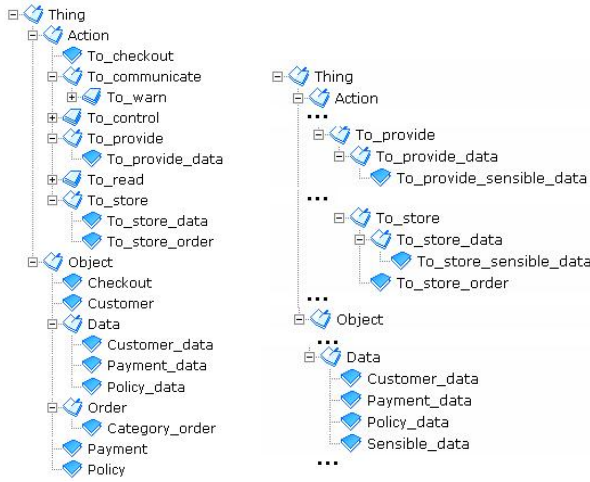 Thing
Action
To_checkout
To_communicate
To_warn
To_control
To_provide
To_provide_data
To_read
To_store
To_store_data
To_store_order
Object
Checkout
Customer
Data
Customer_data
Payment_data
Policy_data
Order
Category_order
Payment
Policy
Thing
Action
...
To_provide
To_provide_data
To_provide_sensible_data
...
To_store
To_store_data
To_store_sensible_data
To_store_order
...
Object
...
Data
Customer_data
Payment_data
Policy_data
Sensible_data
...